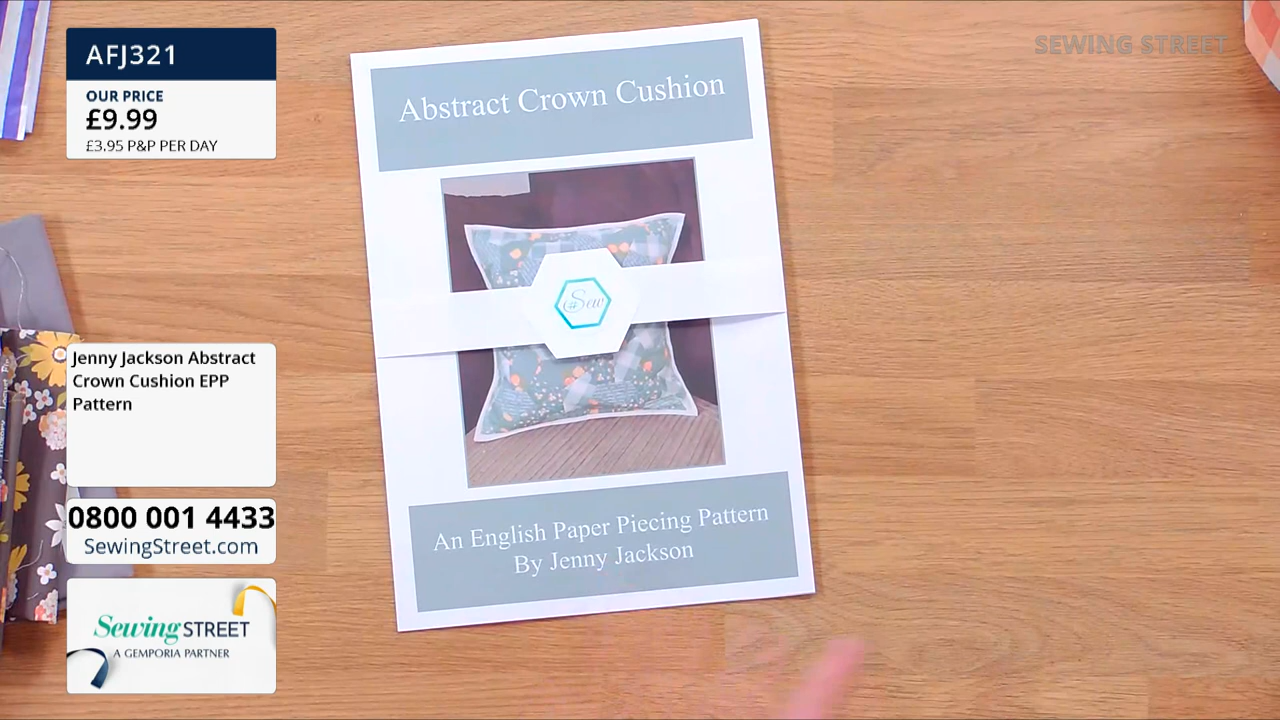 AFJ321
OUR PRICE
£9.99
£3.95 P&P PER DAY
Jenny Jackson Abstract
Crown Cushion EPP
Pattern
0800 001 4433
SewingStreet.com
Sewing STREET
A GEMPORIA PARTNER
SEWING STREET
Abstract Crown Cushion
#Sew
An English Paper Piecing Pattern
By Jenny Jackson